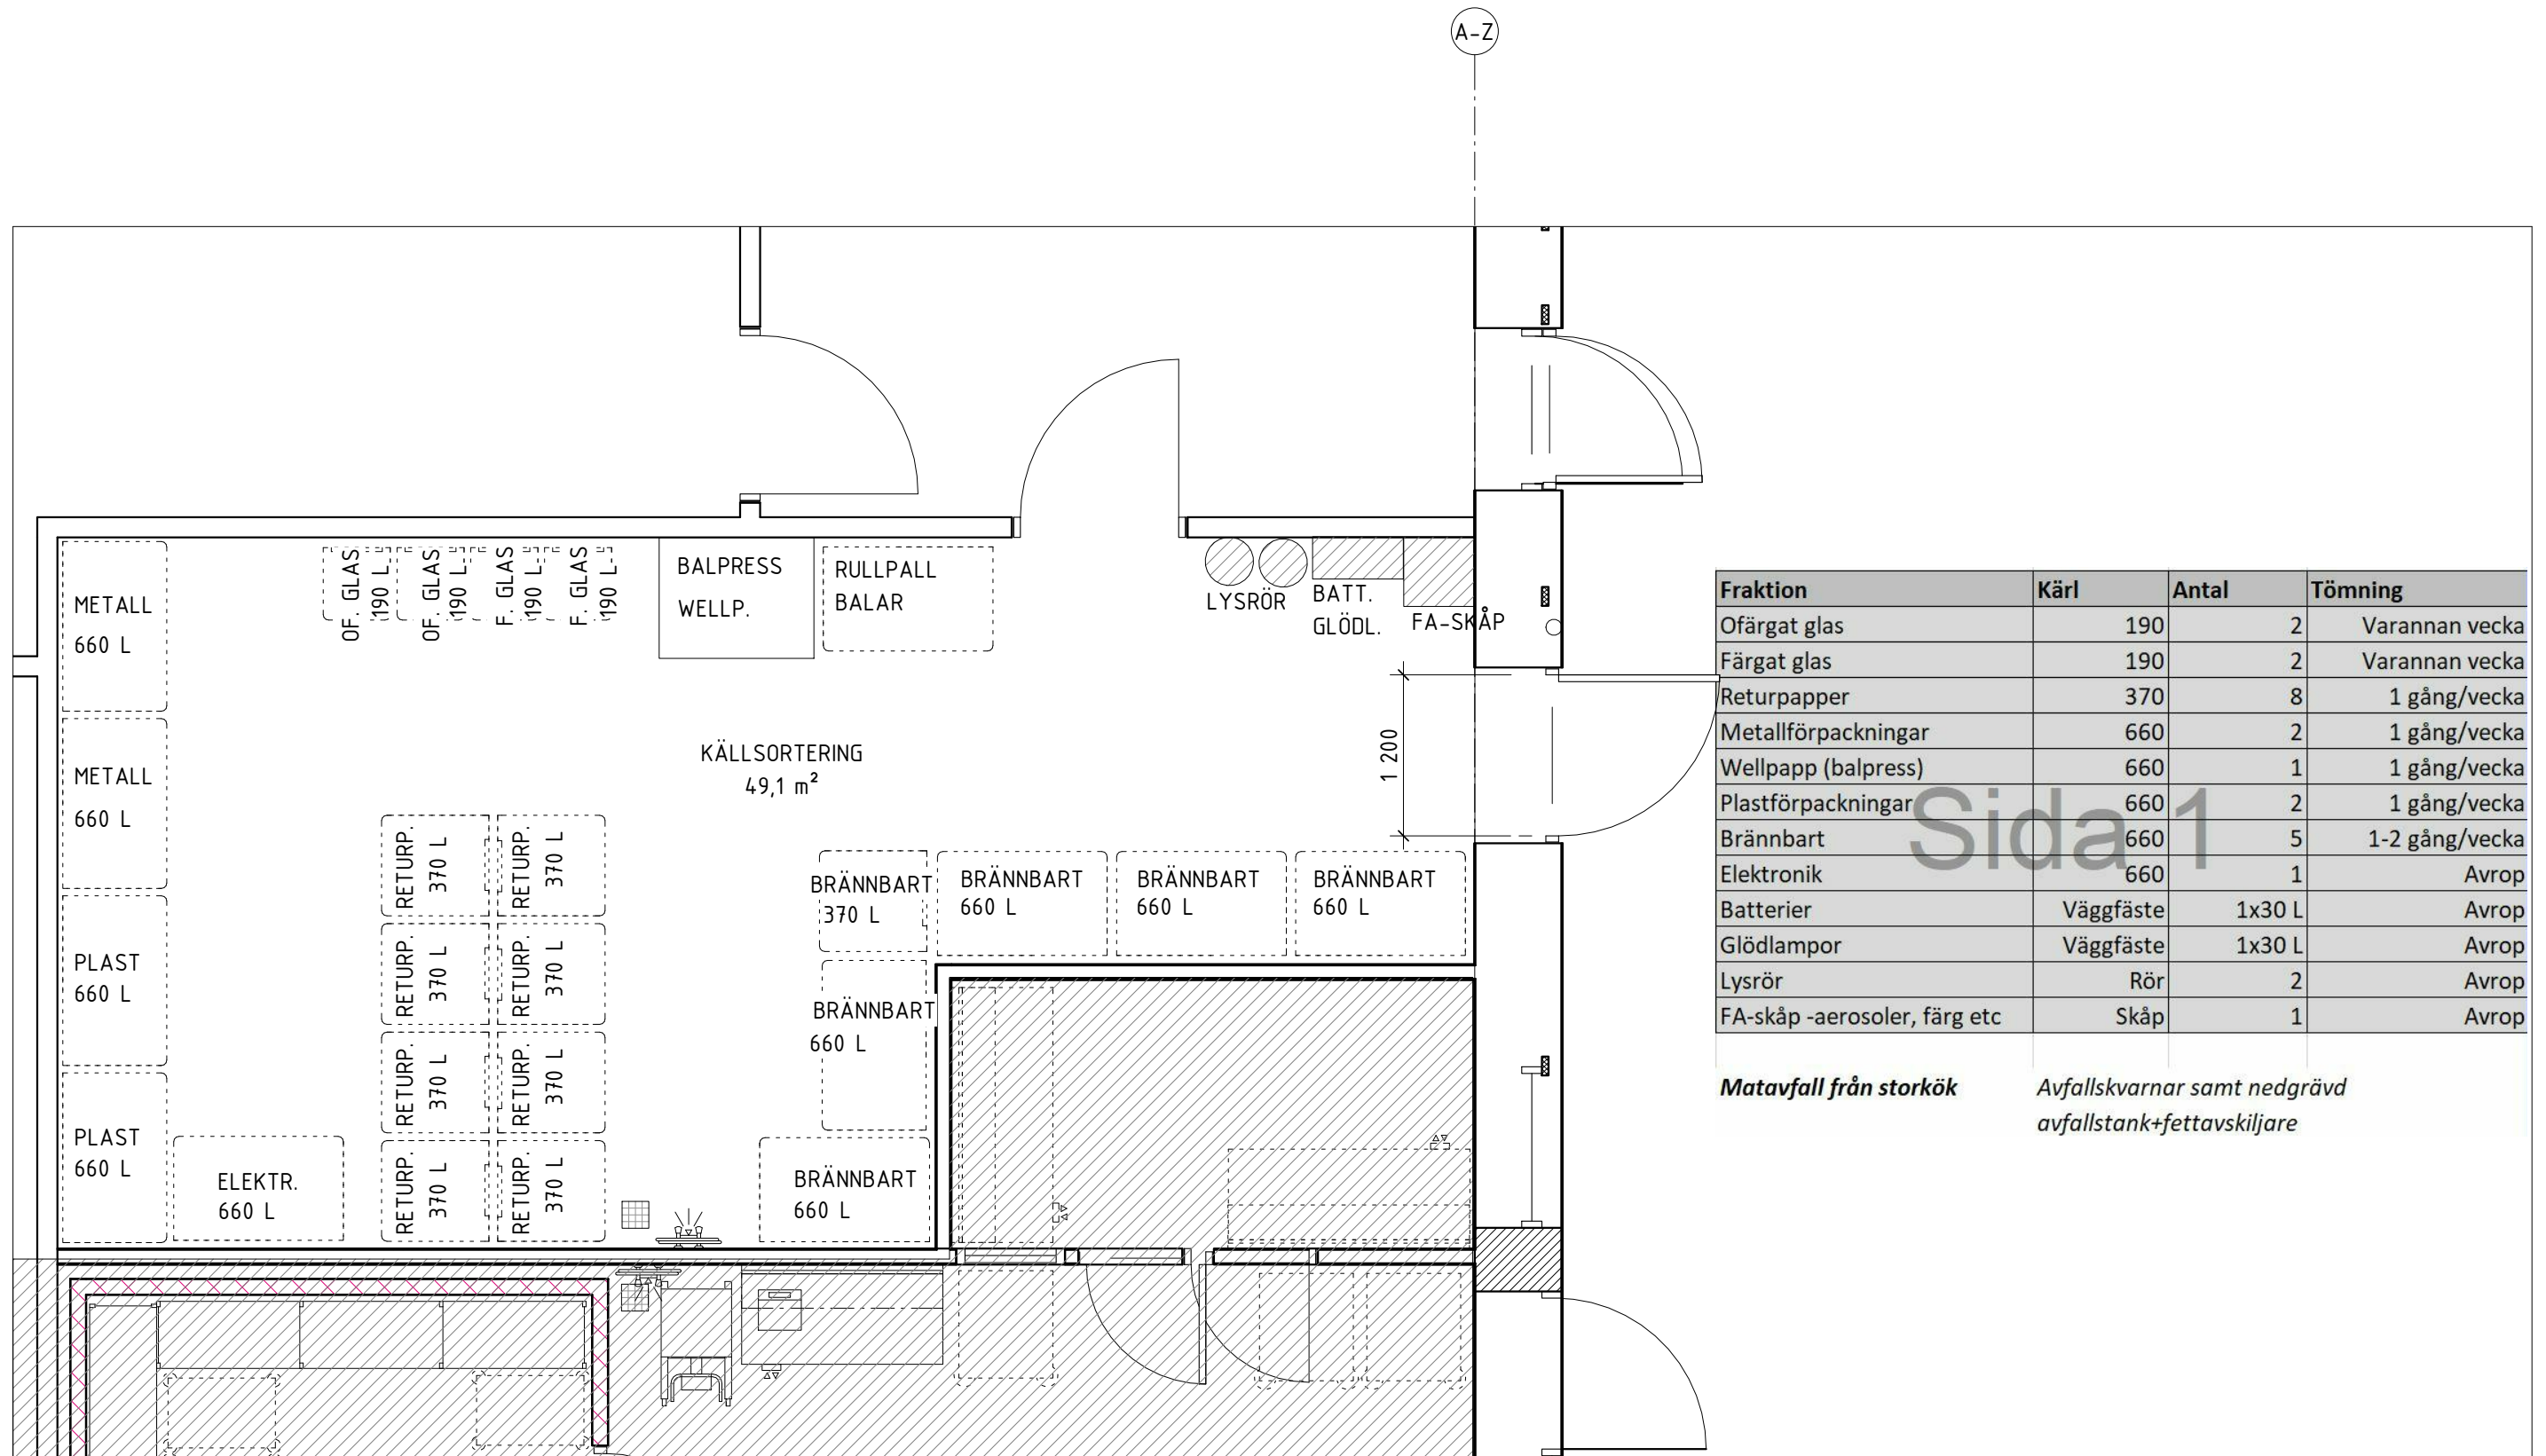 A-Z
OF. GLAS
190 L
OF. GLAS
190 L
F. GLAS
190 L
F. GLAS
190 L
BALPRESS
WELLP.
RULLPALL
BALAR
LYSRÖR
BATT.
GLÖDL.
FA-SKÅP
METALL
660 L
METALL
660 L
PLAST
660 L
PLAST
660 L
ELEKTR.
660 L
KÄLLSORTERING
49,1 m²
1 200
RETURP.
370 L
RETURP.
370 L
RETURP.
370 L
RETURP.
370 L
RETURP.
370 L
RETURP.
370 L
RETURP.
370 L
RETURP.
370 L
BRÄNNBART
370 L
BRÄNNBART
660 L
BRÄNNBART
660 L
BRÄNNBART
660 L
BRÄNNBART
660 L
BRÄNNBART
660 L
Fraktion Kärl Antal Tömning
Ofärgat glas 190 2 Varannan vecka
Färgat glas 190 2 Varannan vecka
Returpapper 370 8 1 gång/vecka
Metallförpackningar 660 2 1 gång/vecka
Wellpapp (balpress) 660 1 1 gång/vecka
Plastförpackningar 660 2 1 gång/vecka
Brännbart 660 5 1-2 gång/vecka
Elektronik 660 1 Avrop
Batterier Väggfäste 1x30 L Avrop
Glödlampor Väggfäste 1x30 L Avrop
Lysrör Rör 2 Avrop
FA-skåp -aerosoler, färg etc Skåp 1 Avrop
Sida 1
Matavfall från storkök Avfallskvarnar samt nedgrävd
avfallstank+fettavskiljare